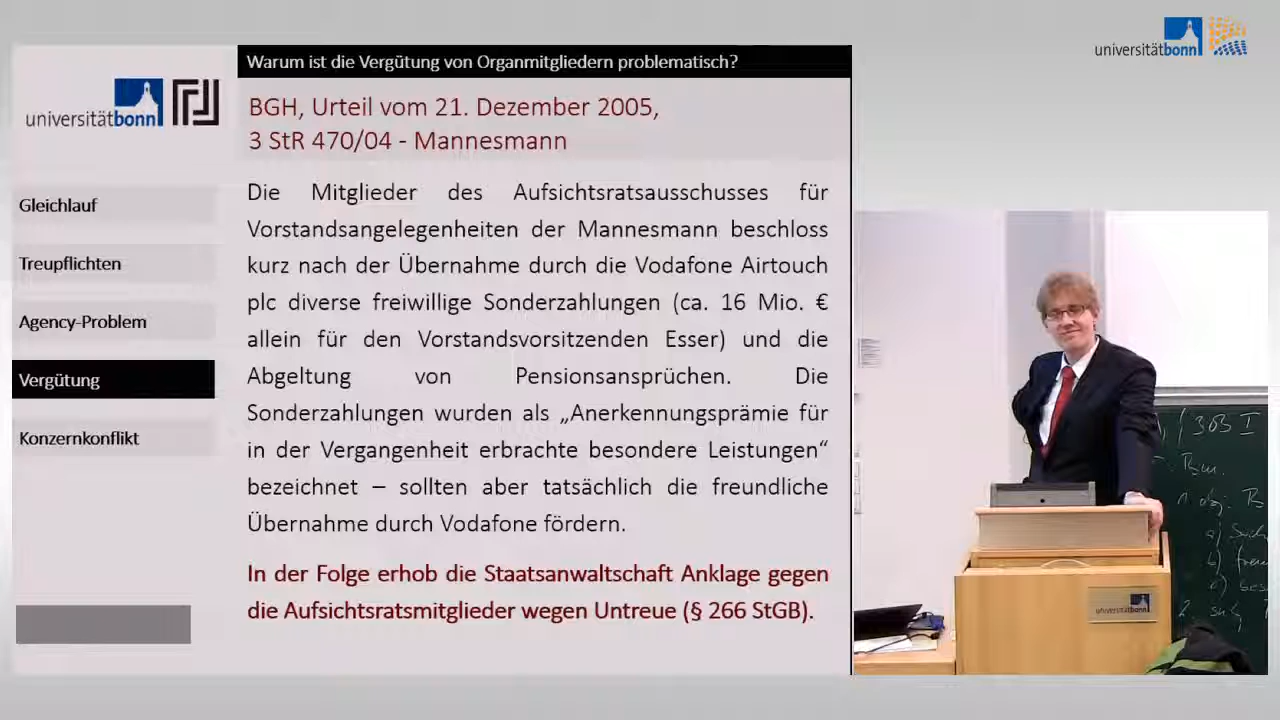 universitätbonn
Warum ist die Vergütung von Organmitgliedern problematisch?
universitätbonn
BGH, Urteil vom 21. Dezember 2005,
3 StR 470/04 - Mannesmann
Gleichlauf
Treupflichten
Agency-Problem
Vergütung
Konzernkonflikt
Die Mitglieder des Aufsichtsratsausschusses für
Vorstandsangelegenheiten der Mannesmann beschloss
kurz nach der Übernahme durch die Vodafone Airtouch
plc diverse freiwillige Sonderzahlungen (ca. 16 Mio. €
allein für den Vorstandsvorsitzenden Esser) und die
Abgeltung von Pensionsansprüchen. Die
Sonderzahlungen wurden als „Anerkennungsprämie für
in der Vergangenheit erbrachte besondere Leistungen“
bezeichnet – sollten aber tatsächlich die freundliche
Übernahme durch Vodafone fördern.
In der Folge erhob die Staatsanwaltschaft Anklage gegen
die Aufsichtsratsmitglieder wegen Untreue (§ 266 StGB).
universitätbonn
1. obj. B
a)
b)
c)
2.